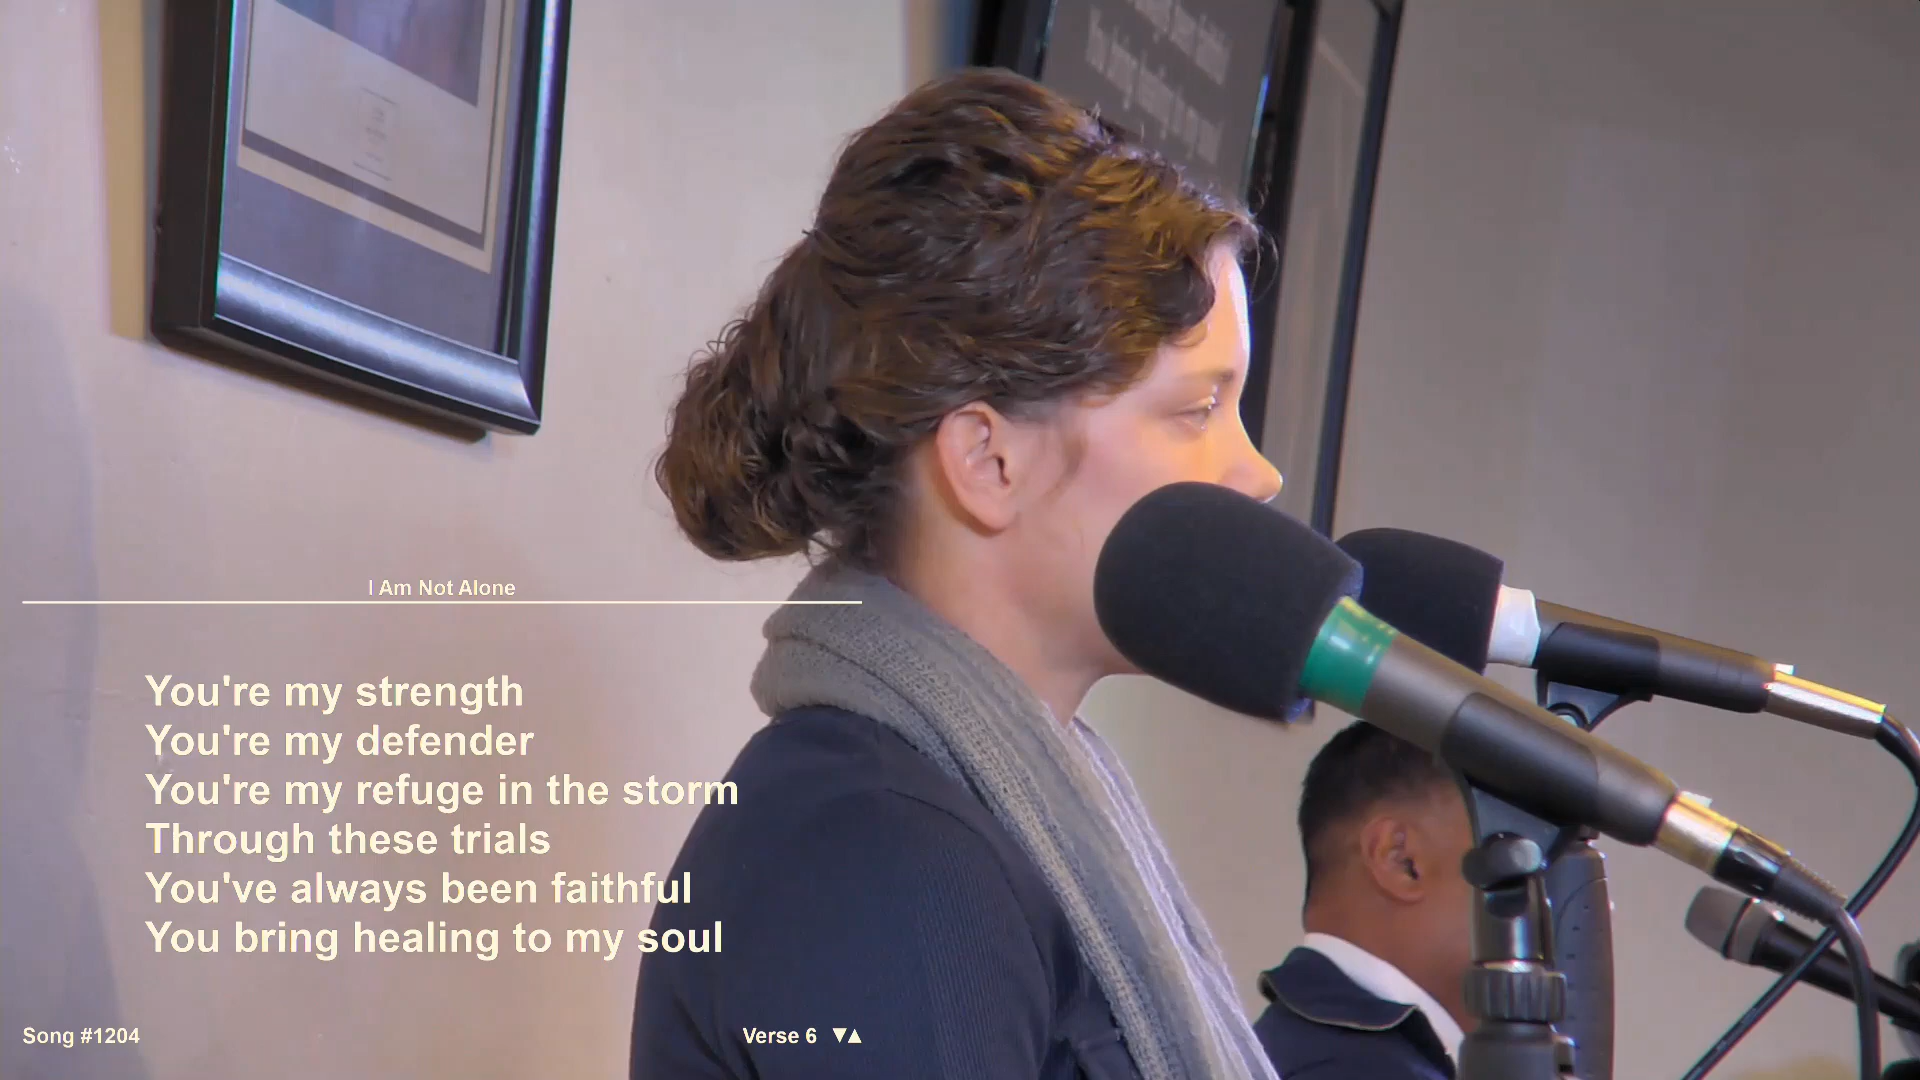 I Am Not Alone
You're my strength
You're my defender
You're my refuge in the storm
Through these trials
You've always been faithful
You bring healing to my soul
Song #1204
Verse 6 ▼▲